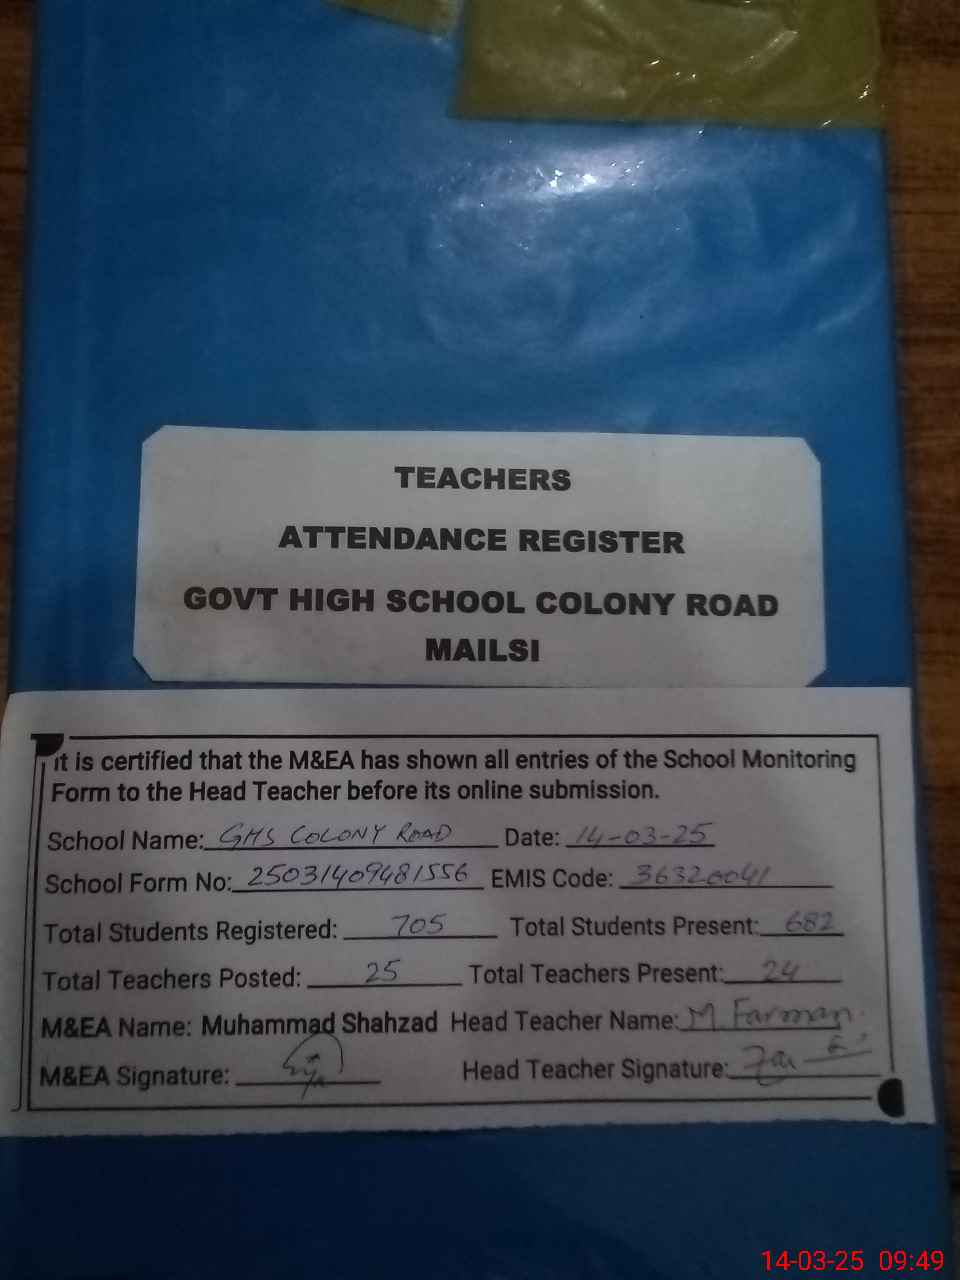 TEACHERS
ATTENDANCE REGISTER
GOVT HIGH SCHOOL COLONY ROAD
MAILSI
it is certified that the M&EA has shown all entries of the School Monitoring
Form to the Head Teacher before its online submission.
School Name: GHS COLONY ROAD Date: 14-03-25
School Form No: 25031409481556 EMIS Code: 36320041
Total Students Registered: 705 Total Students Present: 682
Total Teachers Posted: 25 Total Teachers Present: 24
M&EA Name: Muhammad Shahzad Head Teacher Name: M. Farman
M&EA Signature: Head Teacher Signature:
14-03-25 09:49